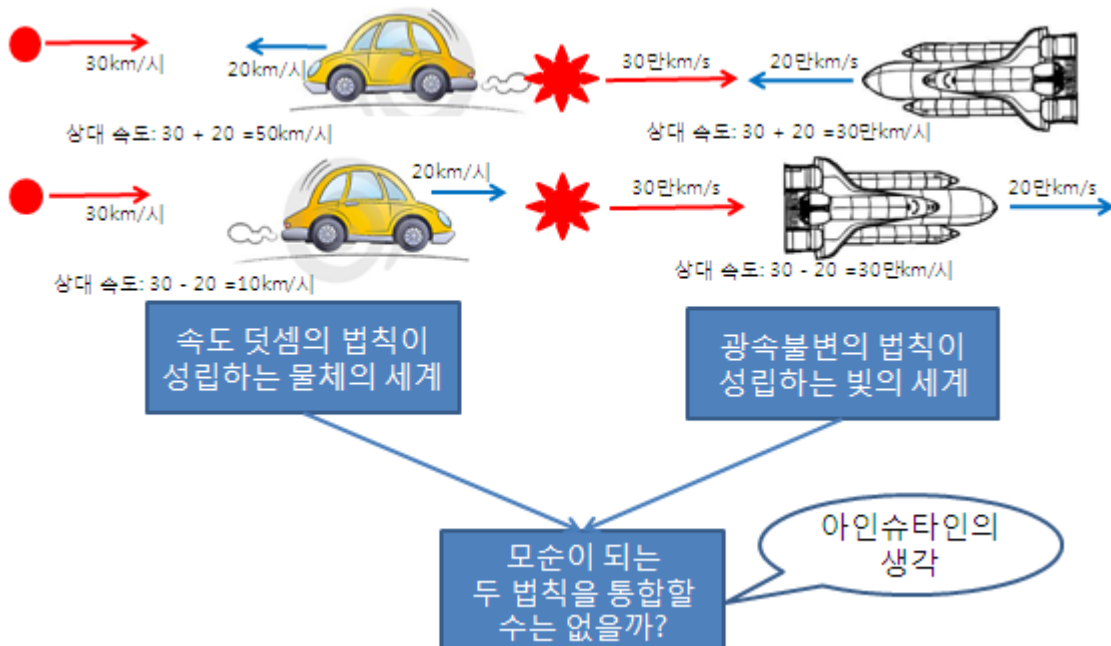 30km/시
20km/시
상대 속도: 30 + 20 =50km/시
30만km/s
20만km/s
상대 속도: 30 + 20 =30만km/시
30km/시
20km/시
상대 속도: 30 - 20 =10km/시
30만km/s
20만km/s
상대 속도: 30 - 20 =30만km/시
속도 덧셈의 법칙이
성립하는 물체의 세계
광속불변의 법칙이
성립하는 빛의 세계
모순이 되는
두 법칙을 통합할
수는 없을까?
아인슈타인의
생각